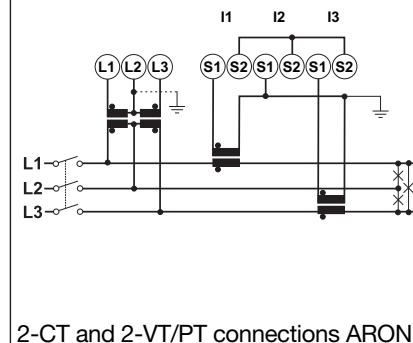 I1 I2 I3
L1 L2 L3 S1 S2 S1 S2 S1 S2
L1
L2
L3
2-CT and 2-VT/PT connections ARON